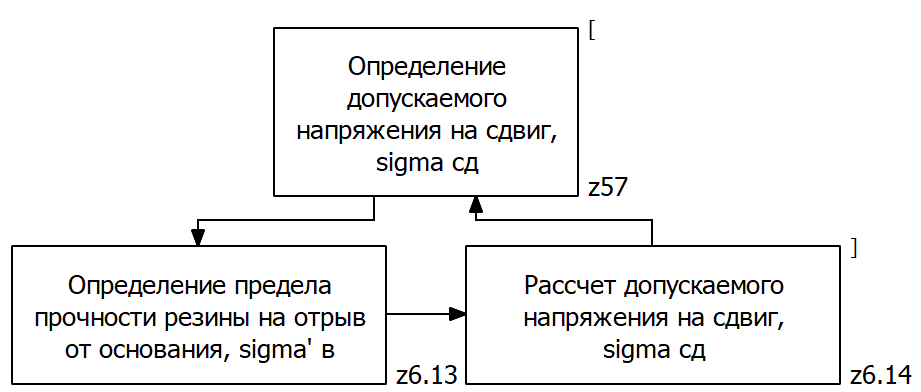 [
Определение
допускаемого
напряжения на сдвиг,
sigma сд
z57
Определение предела
прочности резины на отрыв
от основания, sigma' в
z6.13
]
Рассчет допускаемого
напряжения на сдвиг,
sigma сд
z6.14